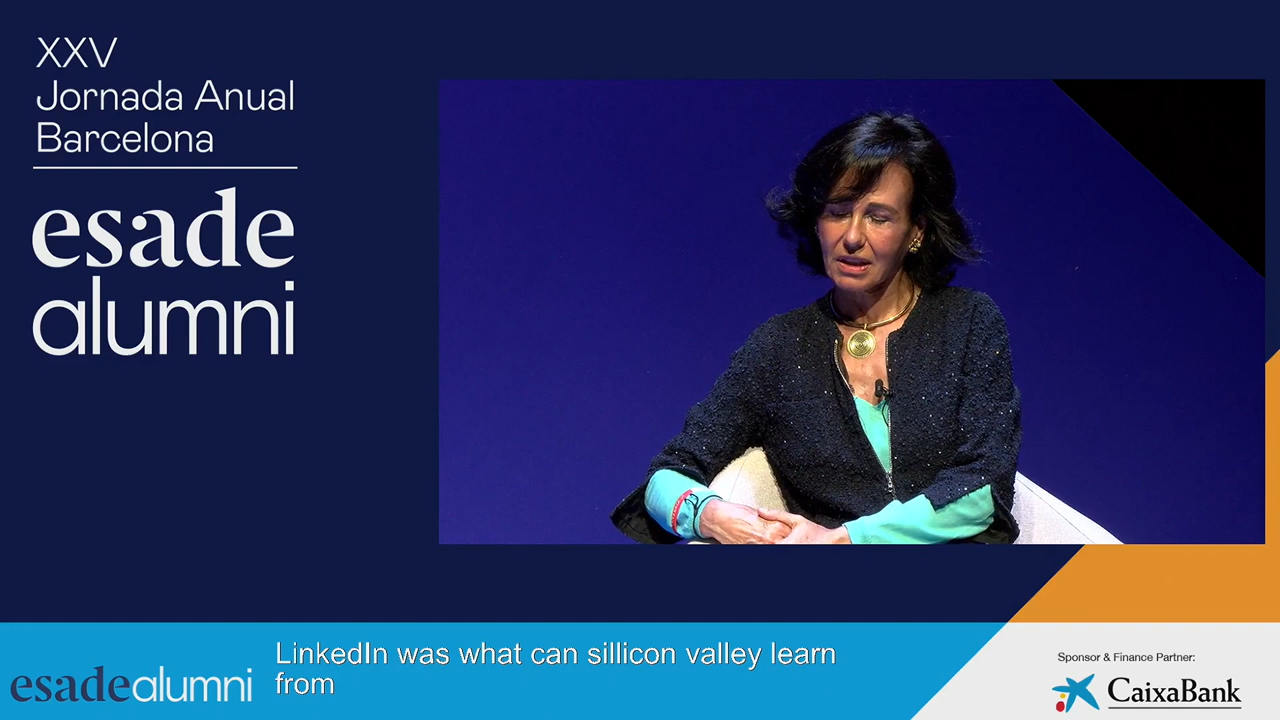 XXV
Jornada Anual
Barcelona
esade
alumni
LinkedIn was what can sillicon valley learn
from
esadealumni
Sponsor & Finance Partner:
CaixaBank